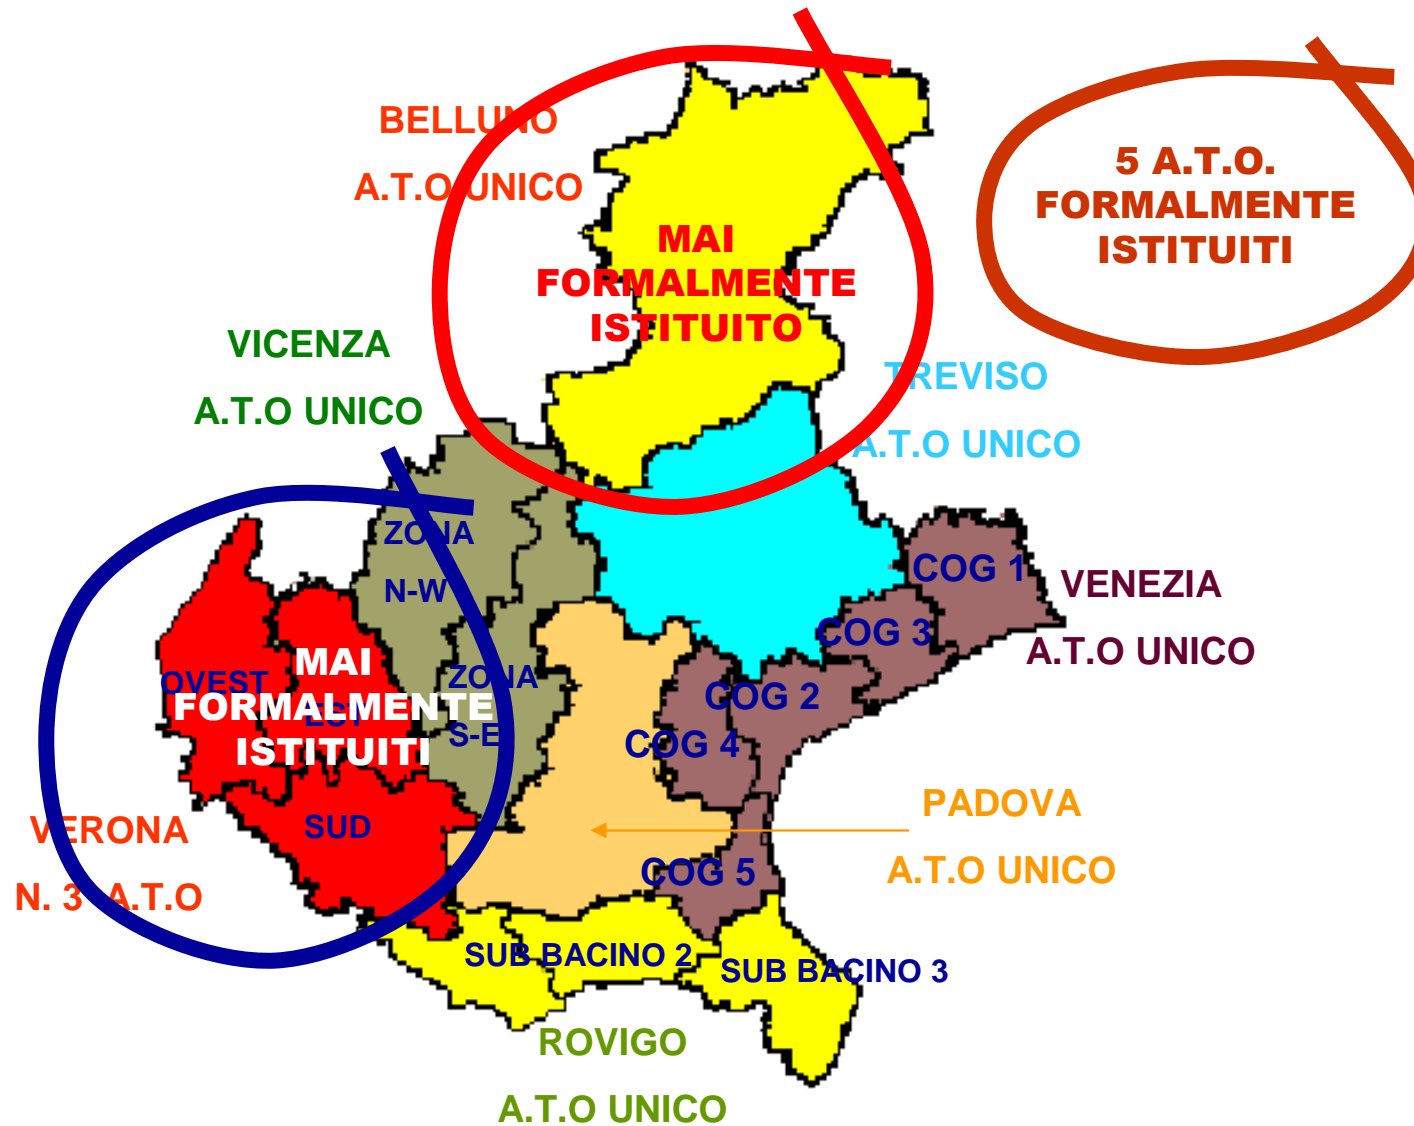 BELLUNO
A.T.O UNICO
5 A.T.O.
FORMALMENTE
ISTITUITI
MAI
FORMALMENTE
ISTITUITO
VICENZA
A.T.O UNICO
TREVISO
A.T.O UNICO
ZONA
N-W
COG 1
VENEZIA
A.T.O UNICO
COG 3
OVEST
EST
MAI
FORMALMENTE
ISTITUITI
ZONA
S-E
COG 2
COG 4
SUD
VERONA
N. 3 A.T.O
PADOVA
A.T.O UNICO
COG 5
SUB BACINO 2
SUB BACINO 3
ROVIGO
A.T.O UNICO